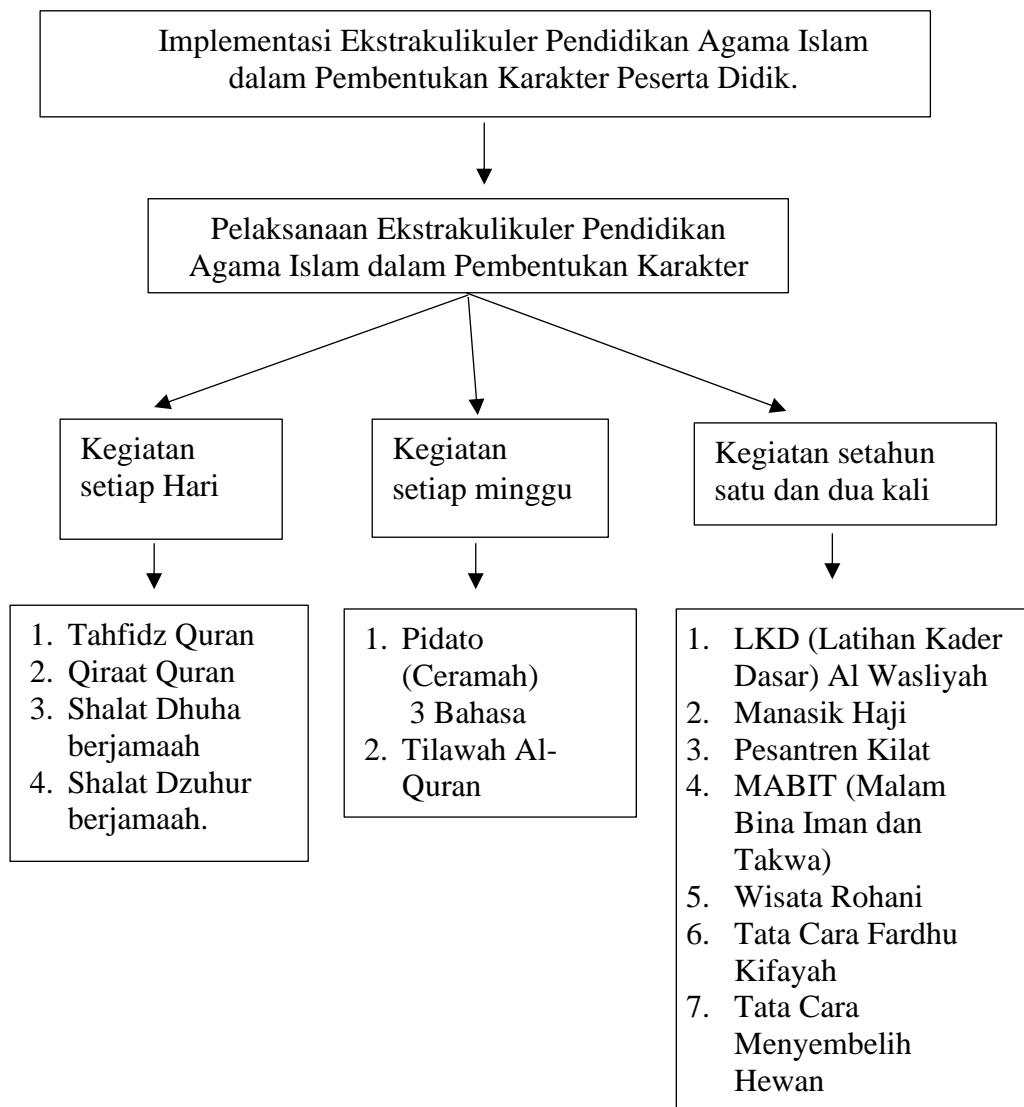 Implementasi Ekstrakulikuler Pendidikan Agama Islam
dalam Pembentukan Karakter Peserta Didik.
Pelaksanaan Ekstrakulikuler Pendidikan
Agama Islam dalam Pembentukan Karakter
Kegiatan
setiap Hari
Kegiatan
setiap minggu
Kegiatan setahun
satu dan dua kali
1. Tahfidz Quran
2. Qiraat Quran
3. Shalat Dhuha
berjamaah
4. Shalat Dzuhur
berjamaah.
1. Pidato
(Ceramah)
3 Bahasa
2. Tilawah Al-
Quran
1. LKD (Latihan Kader
Dasar) Al Wasliyah
2. Manasik Haji
3. Pesantren Kilat
4. MABIT (Malam
Bina Iman dan
Takwa)
5. Wisata Rohani
6. Tata Cara Fardhu
Kifayah
7. Tata Cara
Menyembelih
Hewan